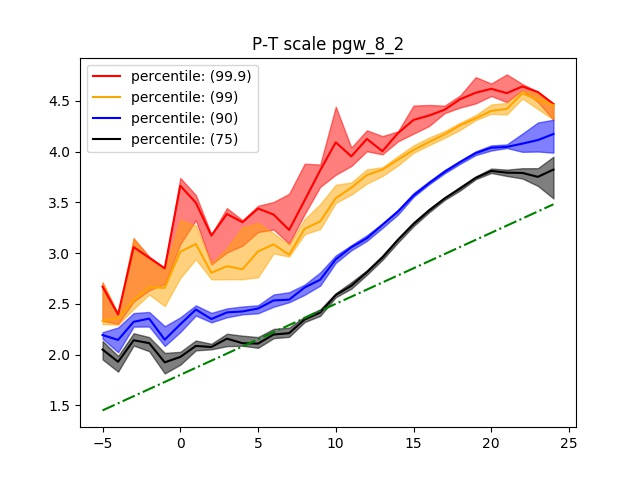 P-T scale pgw_8_2
percentile: (99.9)
percentile: (99)
percentile: (90)
percentile: (75)
4.5
4.0
3.5
3.0
2.5
2.0
1.5
−5 0 5 10 15 20 25